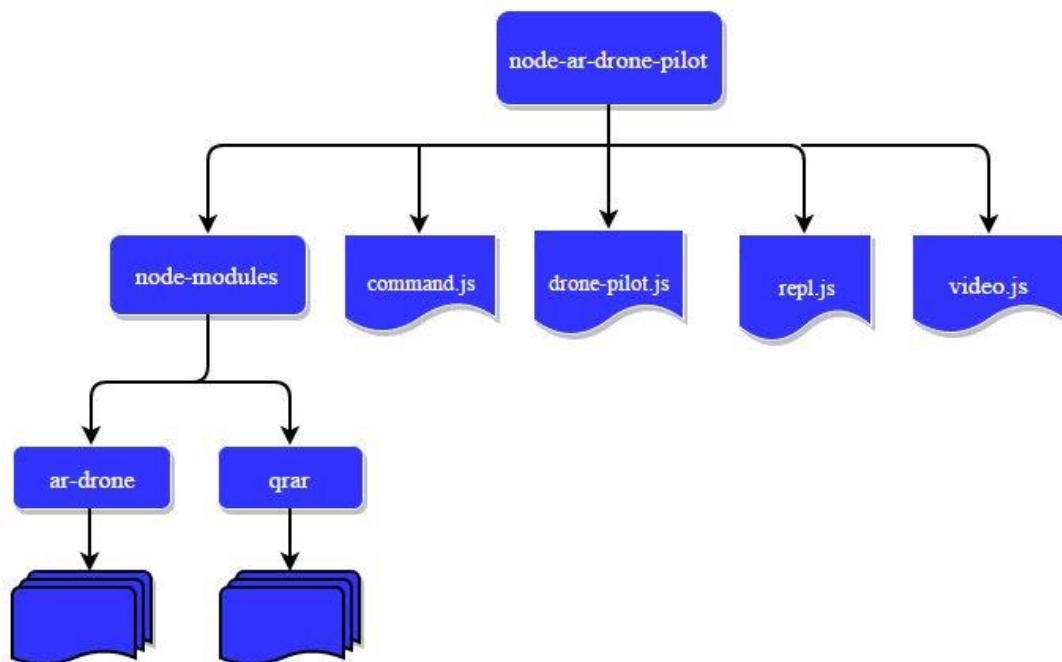 node-ar-drone-pilot
node-modules
command.js
drone-pilot.js
repl.js
video.js
ar-drone
qrar